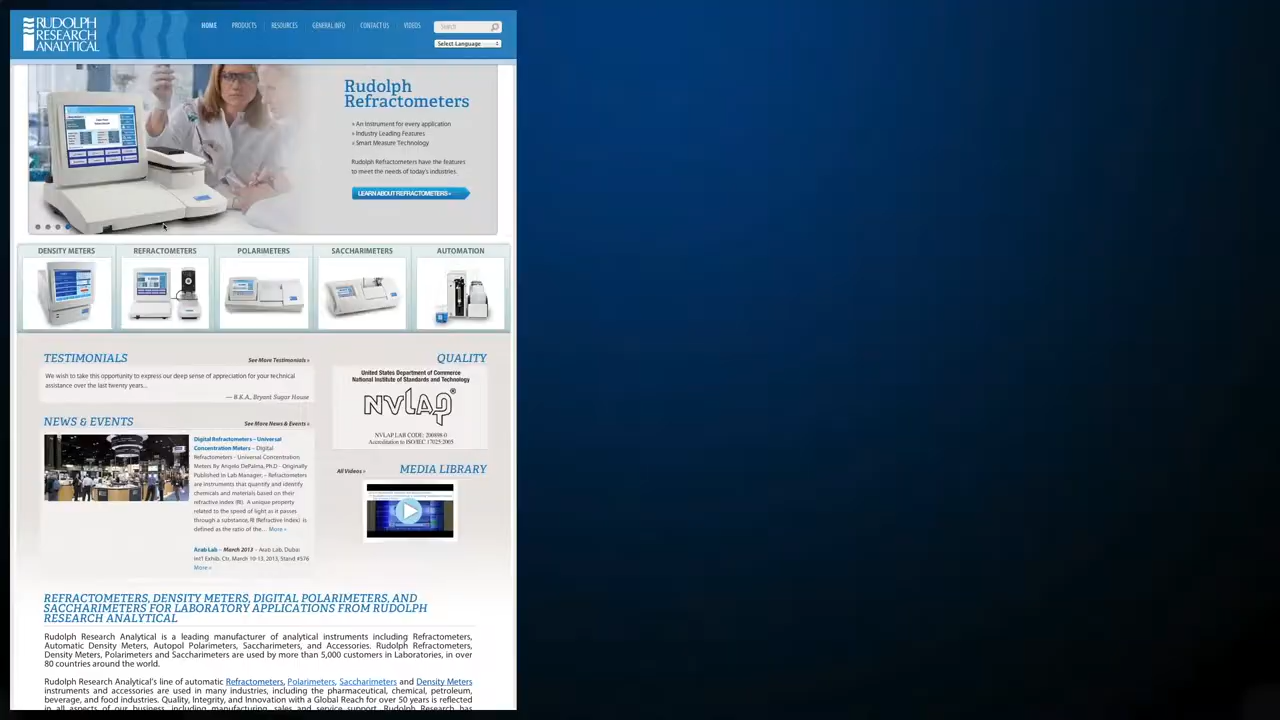 RUDOLPH
RESEARCH
ANALYTICAL
HOME PRODUCTS RESOURCES GENERAL INFO CONTACT US VIDEOS
Search
Select Language
Rudolph
Refractometers
» An Instrument for every application
» Industry Leading Features
» Smart Measure Technology
Rudolph Refractometers have the features
to meet the needs of today's industries.
LEARN ABOUT REFRACTOMETERS »
DENSITY METERS REFRACTOMETERS POLARIMETERS SACCHARIMETERS AUTOMATION
TESTIMONIALS See More Testimonials »
We wish to take this opportunity to express our deep sense of appreciation for your technical
assistance over the last twenty years...
— B.K.A., Bryant Sugar House
NEWS & EVENTS See More News & Events »
Digital Refractometers – Universal
Concentration Meters – Digital
Refractometers - Universal Concentration
Meters By Angelo DePalma, Ph.D - Originally
Published in Lab Manager. – Refractometers
are instruments that quantify and identify
chemicals and materials based on their
refractive index (RI). A unique property
related to the speed of light as it passes
through a substance, RI (Refractive Index) is
defined as the ratio of the... More »
Arab Lab – March 2013 – Arab Lab, Dubai
Int'l Exhib. Ctr, March 10-13, 2013, Stand #576
More »
QUALITY
United States Department of Commerce
National Institute of Standards and Technology
NVLAP®
NVLAP LAB CODE: 200898-0
Accreditation to ISO/IEC 17025:2005
All Videos » MEDIA LIBRARY
REFRACTOMETERS, DENSITY METERS, DIGITAL POLARIMETERS, AND
SACCHARIMETERS FOR LABORATORY APPLICATIONS FROM RUDOLPH
RESEARCH ANALYTICAL
Rudolph Research Analytical is a leading manufacturer of analytical instruments including Refractometers,
Automatic Density Meters, Autopol Polarimeters, Saccharimeters, and Accessories. Rudolph Refractometers,
Density Meters, Polarimeters and Saccharimeters are used by more than 5,000 customers in Laboratories, in over
80 countries around the world.
Rudolph Research Analytical's line of automatic Refractometers, Polarimeters, Saccharimeters and Density Meters
instruments and accessories are used in many industries, including the pharmaceutical, chemical, petroleum,
beverage, and food industries. Quality, Integrity, and Innovation with a Global Reach for over 50 years is reflected
in all aspects of our business, including manufacturing, sales and service support. Rudolph Research has